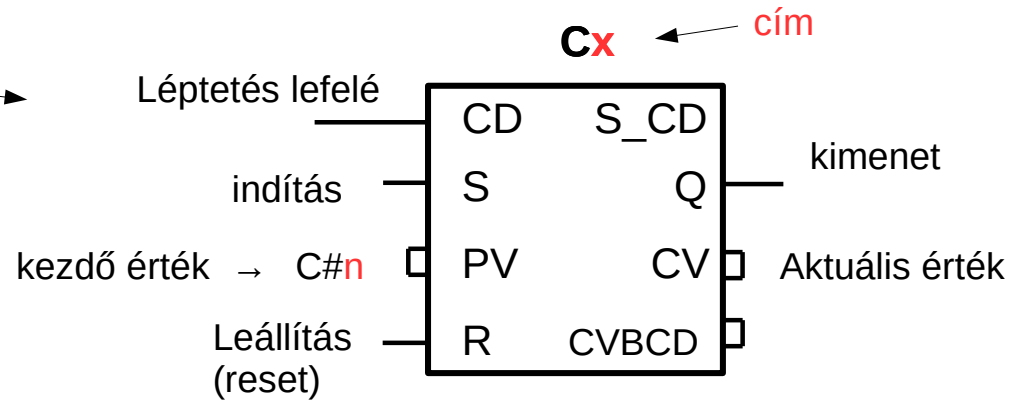 cím
Cx
Léptetés lefelé
CD S_CD
kimenet
indítás
S Q
kezdő érték → C#n
PV CV
Aktuális érték
Leállítás
(reset)
R CVBCD